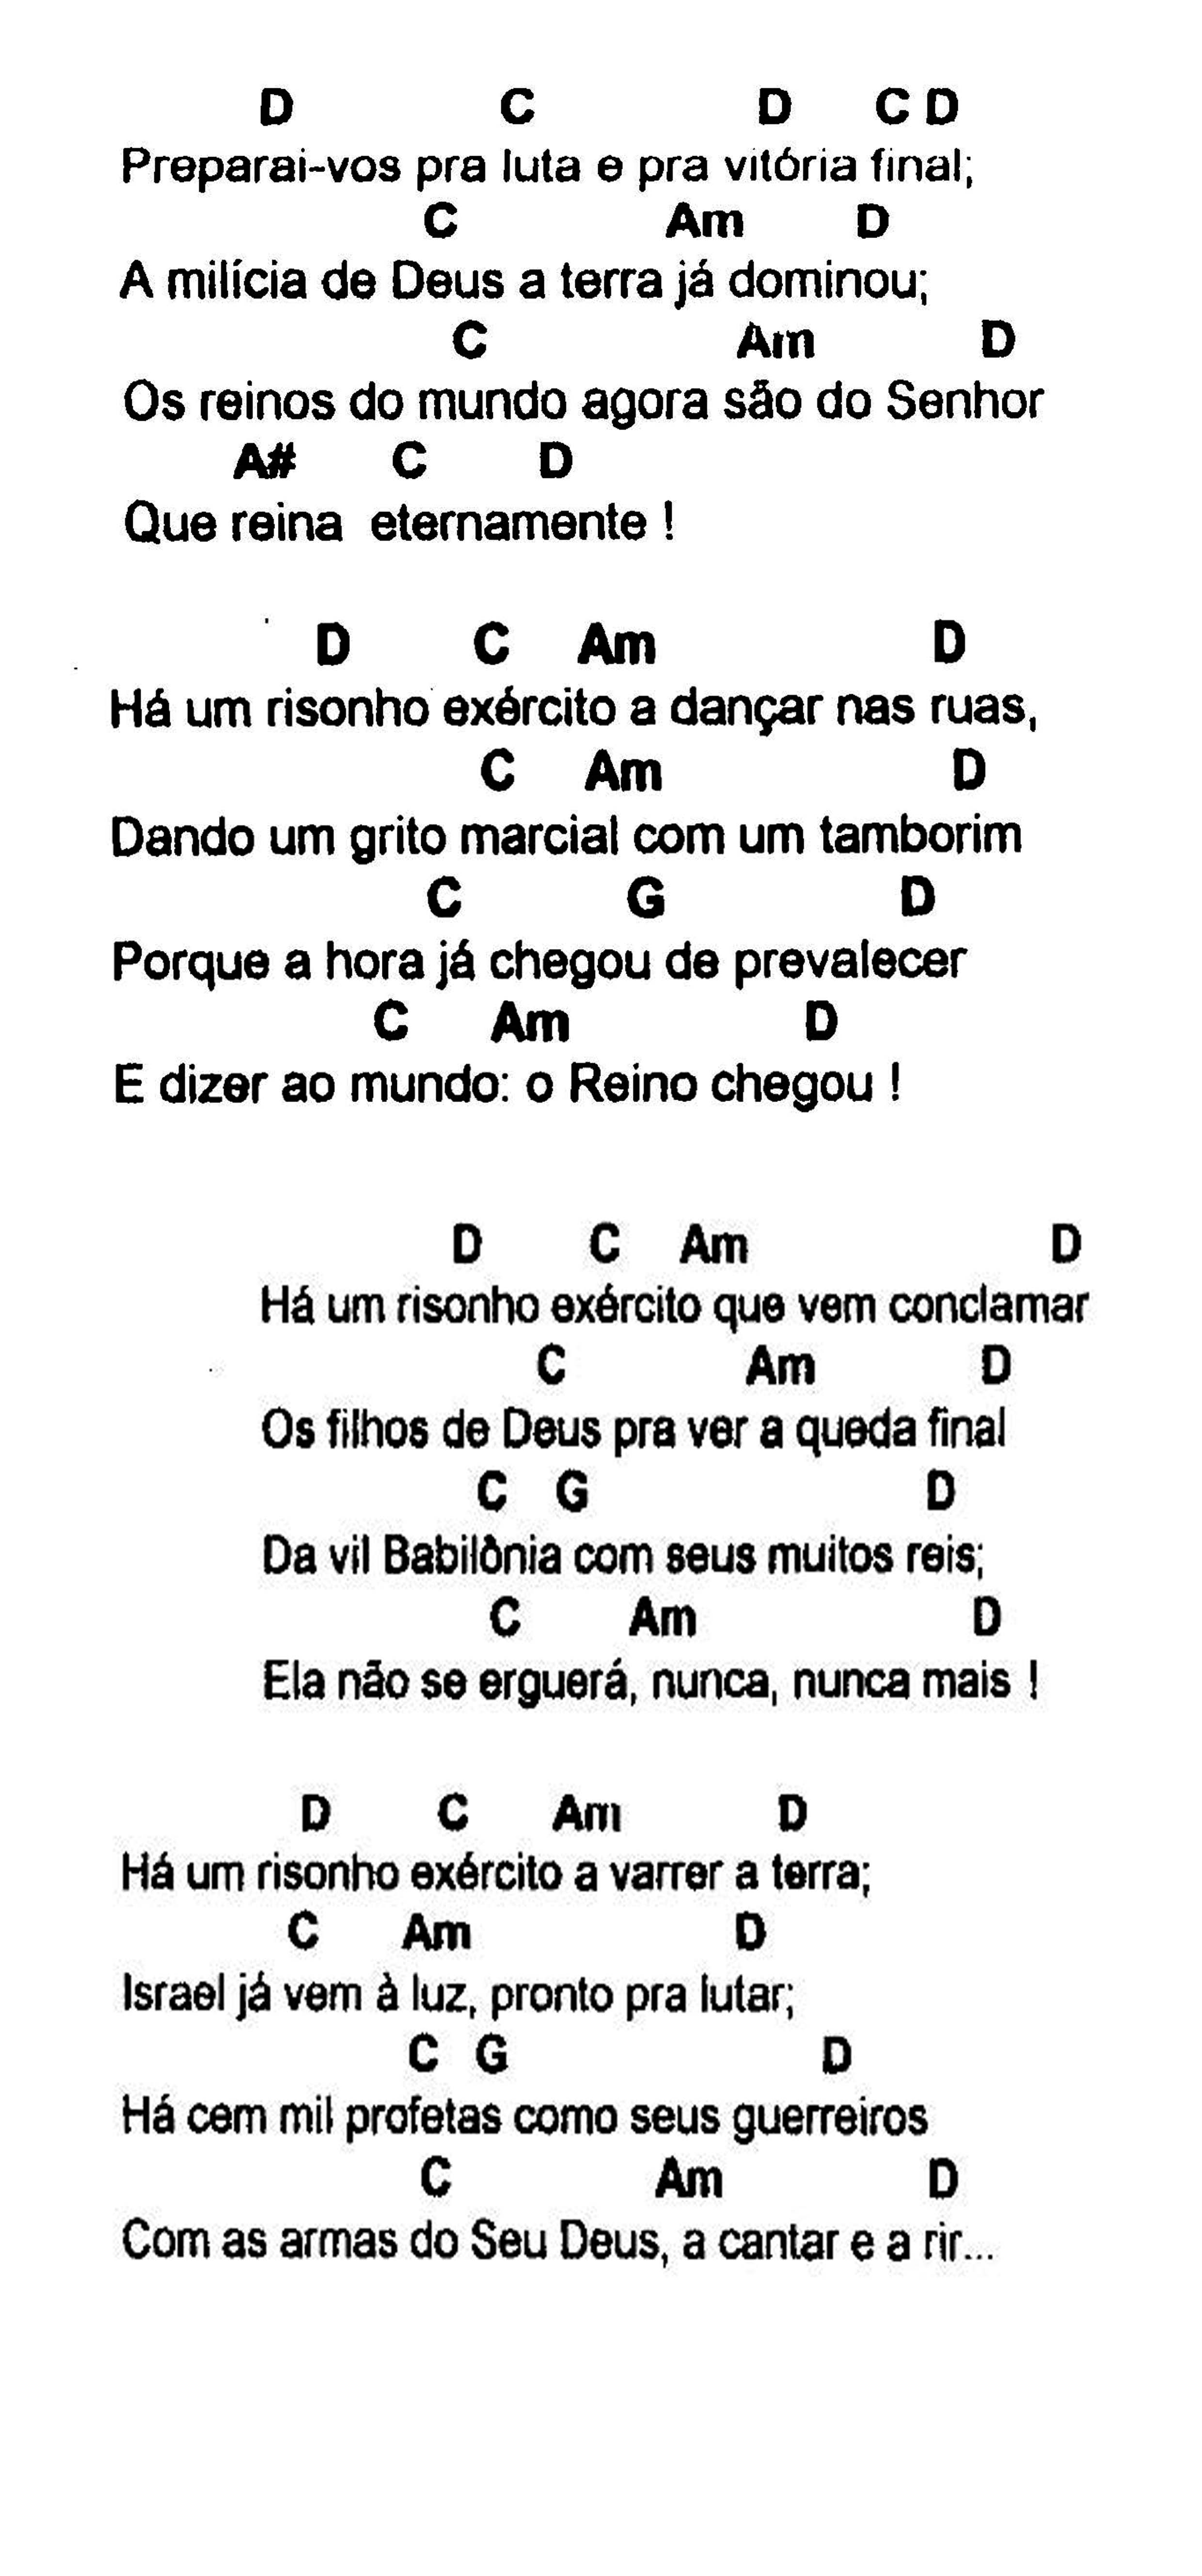 D C D C D
Preparai-vos pra luta e pra vitória final;
C Am D
A milícia de Deus a terra já dominou;
C Am D
Os reinos do mundo agora são do Senhor
A# C D
Que reina eternamente !
D C Am D
Há um risonho exército a dançar nas ruas,
C Am D
Dando um grito marcial com um tamborim
C G D
Porque a hora já chegou de prevalecer
C Am D
E dizer ao mundo: o Reino chegou !
D C Am D
Há um risonho exército que vem conclamar
C Am D
Os filhos de Deus pra ver a queda final
C G D
Da vil Babilônia com seus muitos reis;
C Am D
Ela não se erguerá, nunca, nunca mais !
D C Am D
Há um risonho exército a varrer a terra;
C Am D
Israel já vem à luz, pronto pra lutar;
C G D
Há cem mil profetas como seus guerreiros
C Am D
Com as armas do Seu Deus, a cantar e a rir...